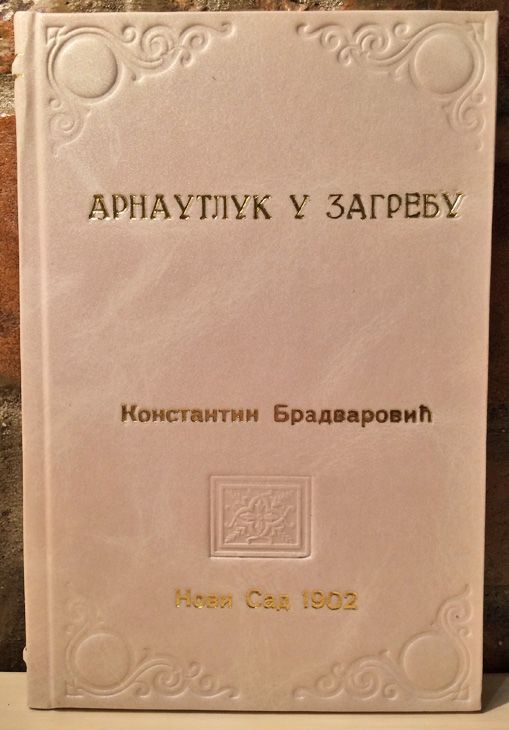 АРНАУТЛУК У ЗАГРЕБУ
Константин Брадваровић
Нови Сад 1902